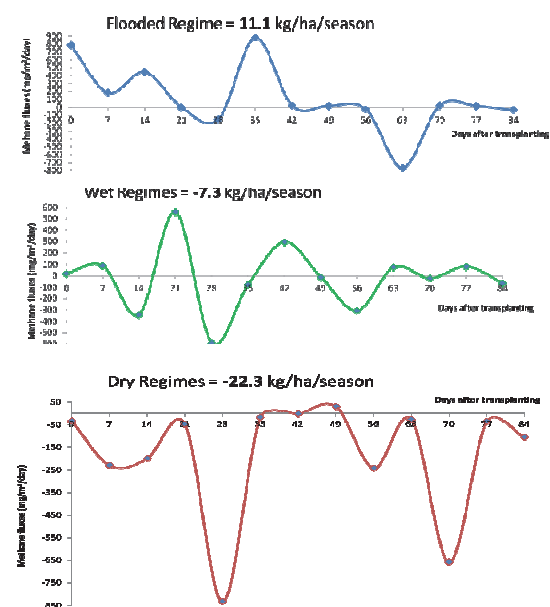 Flooded Regime = 11.1 kg/ha/season
Methane fluxes (mg/m²/day)
0 7 14 21 28 35 42 49 56 63 70 77 84
Days after transplanting
Wet Regimes = -7.3 kg/ha/season
600
500
400
300
200
100
0
-100
-200
-300
-400
-500
Methane fluxes (mg/m²/day)
0 7 14 21 28 35 42 49 56 63 70 77 84
Days after transplanting
Dry Regimes = -22.3 kg/ha/season
Days after transplanting
50
-50
-150
-250
-350
-450
-550
-650
-750
-850
Methane fluxes (mg/m²/day)
7 14 21 28 35 42 49 56 63 70 77 84